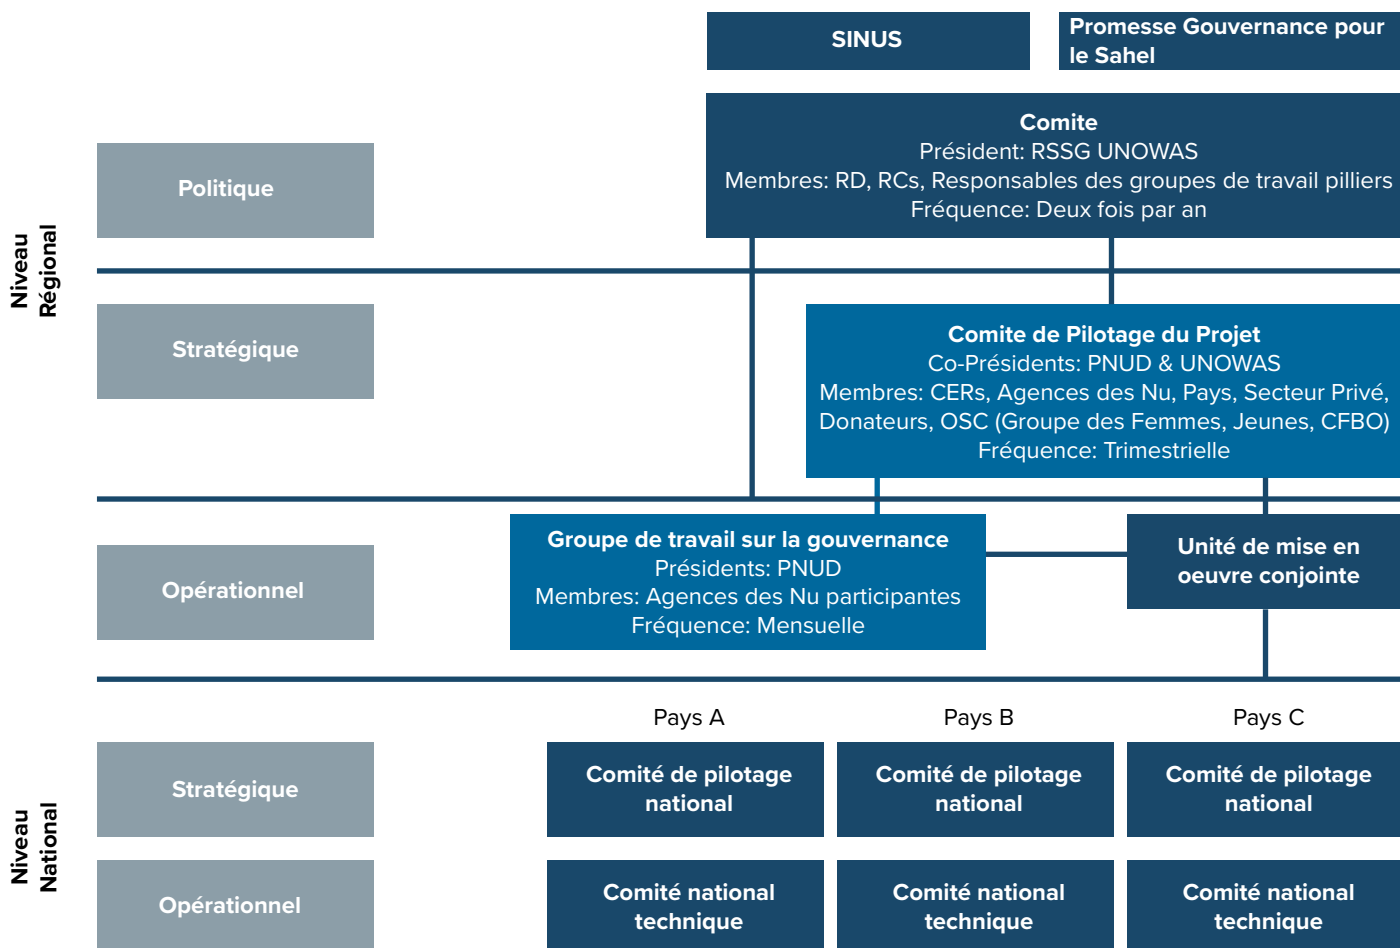 SINUS
Promesse Gouvernance pour
le Sahel
Niveau
Régional
Politique
Comite
Président: RSSG UNOWAS
Membres: RD, RCs, Responsables des groupes de travail pilliers
Fréquence: Deux fois par an
Stratégique
Comite de Pilotage du Projet
Co-Présidents: PNUD & UNOWAS
Membres: CERs, Agences des Nu, Pays, Secteur Privé,
Donateurs, OSC (Groupe des Femmes, Jeunes, CFBO)
Fréquence: Trimestrielle
Opérationnel
Groupe de travail sur la gouvernance
Présidents: PNUD
Membres: Agences des Nu participantes
Fréquence: Mensuelle
Unité de mise en
oeuvre conjointe
Niveau
National
Pays A
Pays B
Pays C
Stratégique
Comité de pilotage
national
Comité de pilotage
national
Comité de pilotage
national
Opérationnel
Comité national
technique
Comité national
technique
Comité national
technique